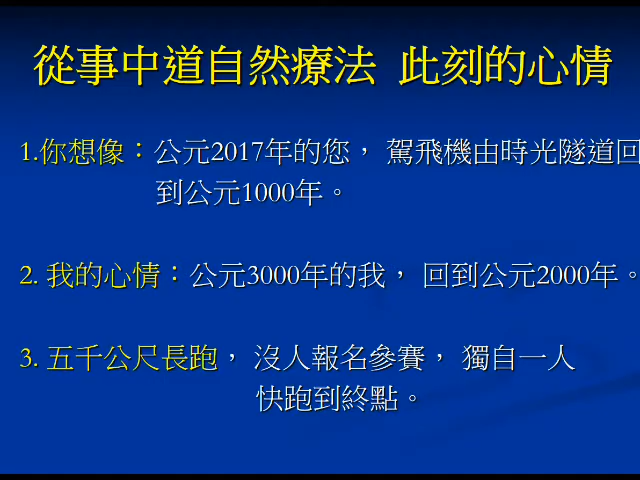 從事中道自然療法 此刻的心情
1.你想像：公元2017年的您， 駕飛機由時光隧道回
到公元1000年。
2. 我的心情：公元3000年的我， 回到公元2000年。
3. 五千公尺長跑， 沒人報名參賽， 獨自一人
快跑到終點。